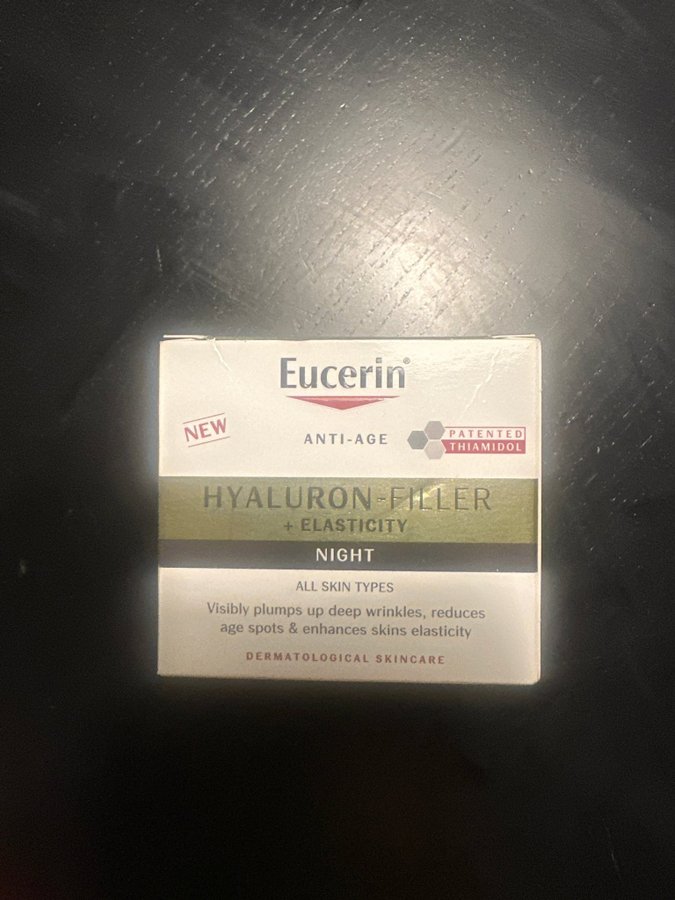 Eucerin®
NEW
ANTI-AGE
PATENTED
THIAMIDOL
HYALURON-FILLER
+ ELASTICITY
NIGHT
ALL SKIN TYPES
Visibly plumps up deep wrinkles, reduces
age spots & enhances skins elasticity
DERMATOLOGICAL SKINCARE